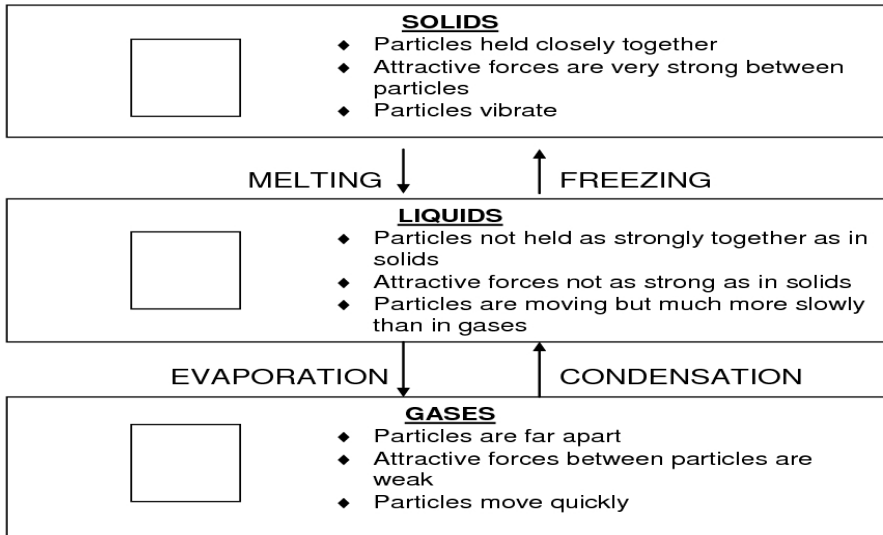 SOLIDS
◆ Particles held closely together
◆ Attractive forces are very strong between
particles
◆ Particles vibrate
MELTING FREEZING
LIQUIDS
◆ Particles not held as strongly together as in
solids
◆ Attractive forces not as strong as in solids
◆ Particles are moving but much more slowly
than in gases
EVAPORATION CONDENSATION
GASES
◆ Particles are far apart
◆ Attractive forces between particles are
weak
◆ Particles move quickly